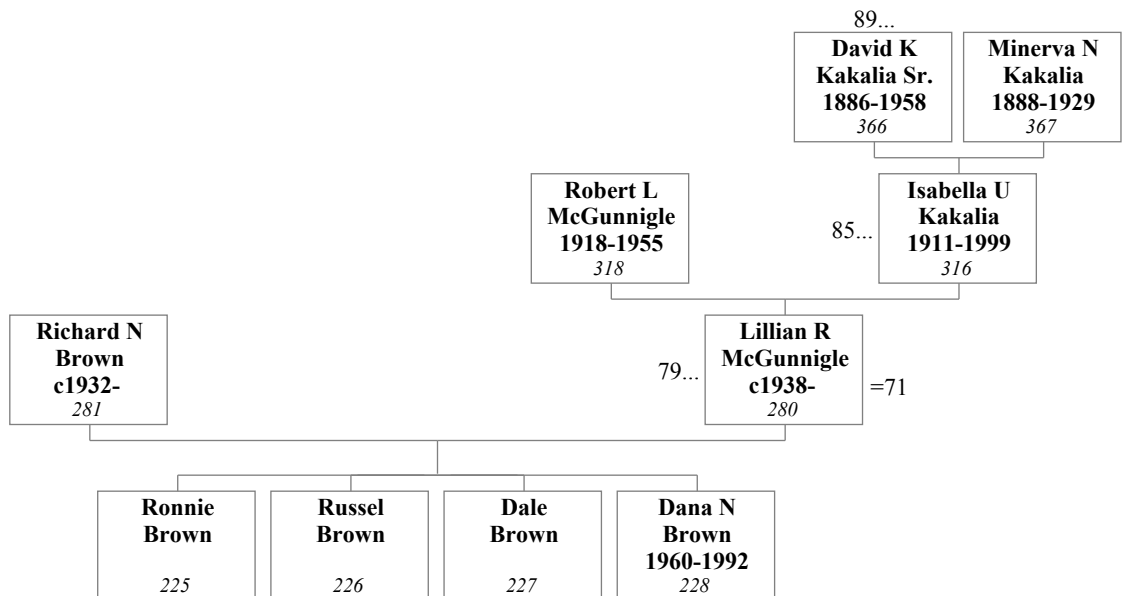 89...
David K
Kakalia Sr.
1886-1958
366
Minerva N
Kakalia
1888-1929
367
Robert L
McGunnigle
1918-1955
318
85...
Isabella U
Kakalia
1911-1999
316
Richard N
Brown
c1932-
281
79...
Lillian R
McGunnigle
c1938-
280
=71
Ronnie
Brown
225
Russel
Brown
226
Dale
Brown
227
Dana N
Brown
1960-1992
228